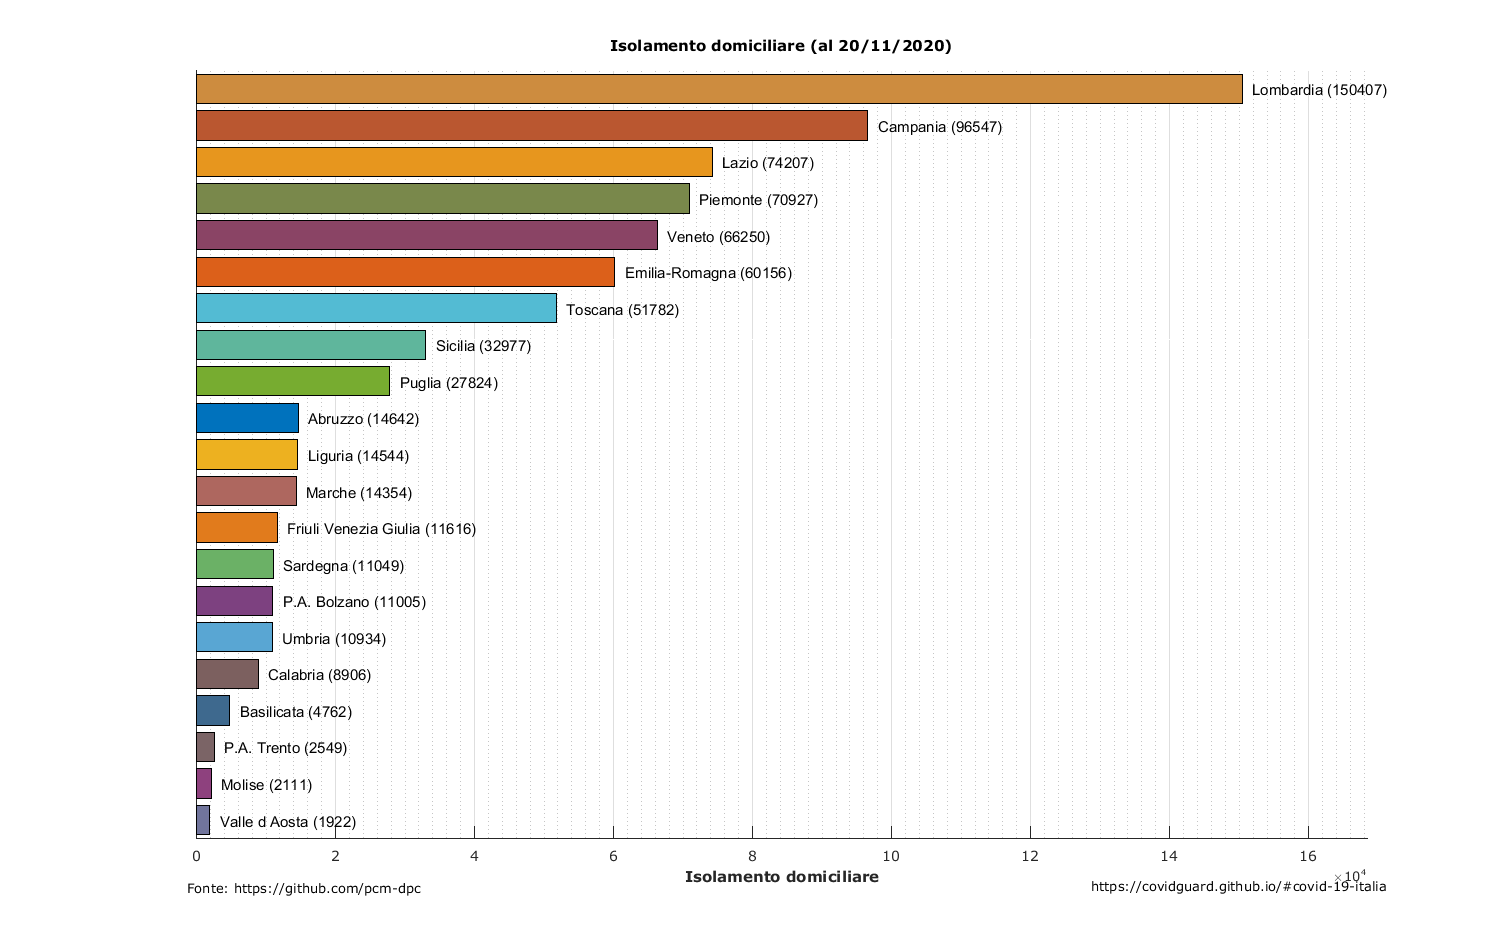 Isolamento domiciliare (al 20/11/2020)
Lombardia (150407)
Campania (96547)
Lazio (74207)
Piemonte (70927)
Veneto (66250)
Emilia-Romagna (60156)
Toscana (51782)
Sicilia (32977)
Puglia (27824)
Abruzzo (14642)
Liguria (14544)
Marche (14354)
Friuli Venezia Giulia (11616)
Sardegna (11049)
P.A. Bolzano (11005)
Umbria (10934)
Calabria (8906)
Basilicata (4762)
P.A. Trento (2549)
Molise (2111)
Valle d Aosta (1922)
0 2 4 6 8 10 12 14 16
×10⁴
Isolamento domiciliare
Fonte: https://github.com/pcm-dpc
https://covidguard.github.io/#covid-19-italia